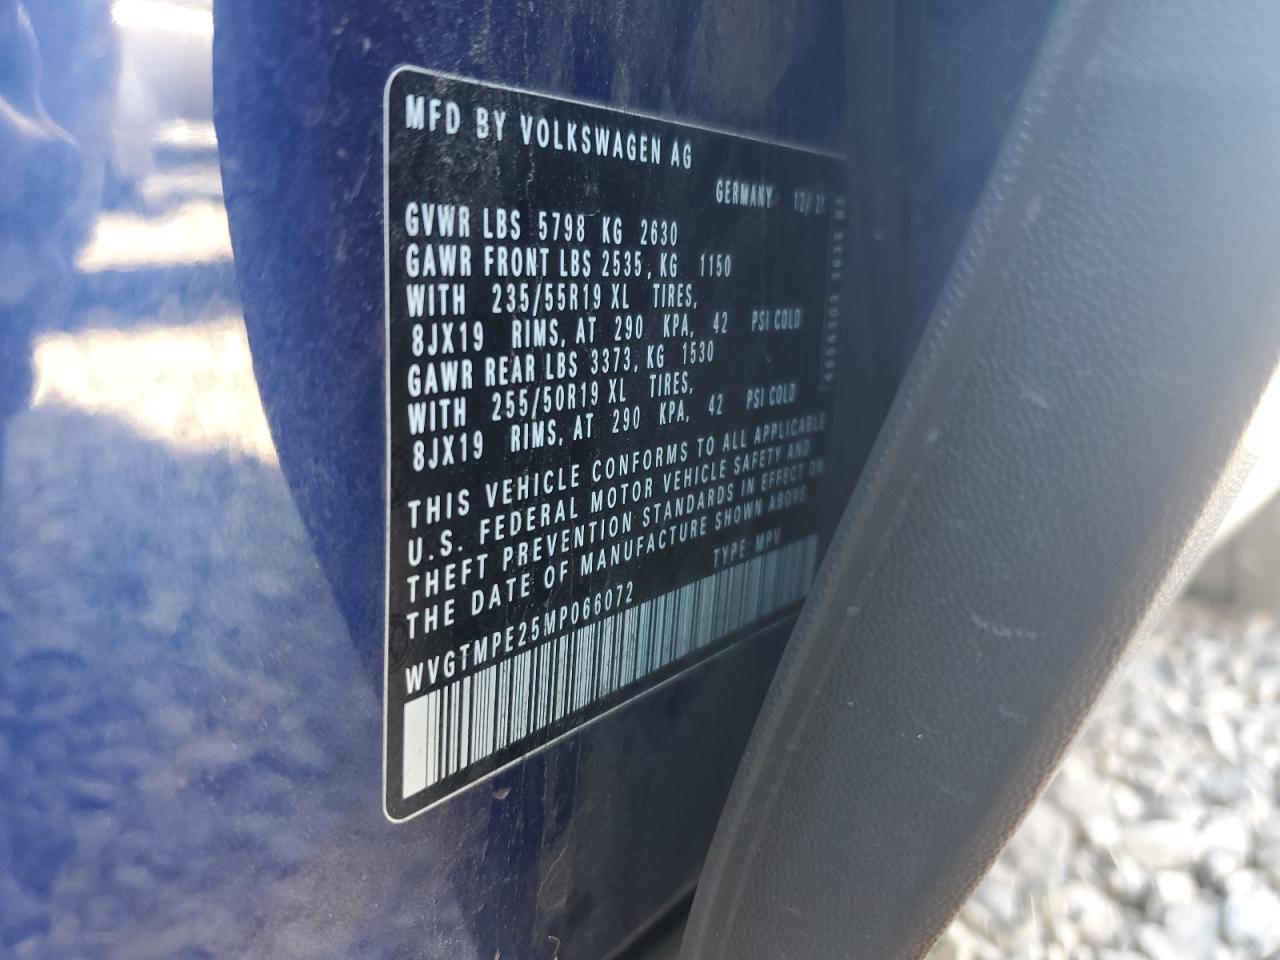 MFD BY VOLKSWAGEN AG
GERMANY
GVWR LBS 5798 KG 2630
GAWR FRONT LBS 2535, KG 1150
WITH 235/55R19 XL TIRES,
8JX19 RIMS, AT 290 KPA, 42 PSI COLD
GAWR REAR LBS 3373, KG 1530
WITH 255/50R19 XL TIRES,
8JX19 RIMS, AT 290 KPA, 42 PSI COLD
THIS VEHICLE CONFORMS TO ALL APPLICABLE
U.S. FEDERAL MOTOR VEHICLE SAFETY AND
THEFT PREVENTION STANDARDS IN EFFECT ON
THE DATE OF MANUFACTURE SHOWN ABOVE
WVGTMPE25MP066072 TYPE: MPV